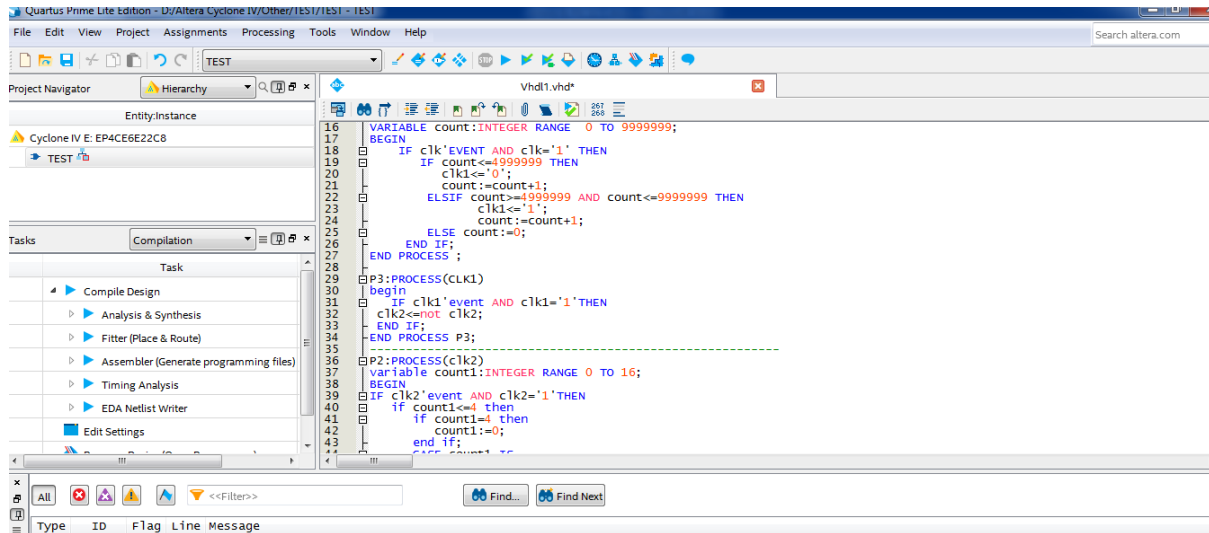 Quartus Prime Lite Edition - D:/Altera Cyclone IV/Other/TEST/TEST - TEST
File Edit View Project Assignments Processing Tools Window Help
Search altera.com
TEST
Project Navigator
Hierarchy
Entity:Instance
Cyclone IV E: EP4CE6E22C8
TEST
Tasks
Compilation
Task
Compile Design
Analysis & Synthesis
Fitter (Place & Route)
Assembler (Generate programming files)
Timing Analysis
EDA Netlist Writer
Edit Settings
Vhdl1.vhd*
267
268
16 VARIABLE count:INTEGER RANGE 0 TO 9999999;
17 BEGIN
18 IF clk'EVENT AND clk='1' THEN
19 IF count<=4999999 THEN
20 clk1<='0';
21 count:=count+1;
22 ELSIF count>=4999999 AND count<=9999999 THEN
23 clk1<='1';
24 count:=count+1;
25 ELSE count:=0;
26 END IF;
27 END PROCESS ;
28
29 P3:PROCESS(CLK1)
30 begin
31 IF clk1'event AND clk1='1'THEN
32 clk2<=not clk2;
33 END IF;
34 END PROCESS P3;
35 ----------------------------------------------------------------
36 P2:PROCESS(clk2)
37 variable count1:INTEGER RANGE 0 TO 16;
38 BEGIN
39 IF clk2'event AND clk2='1'THEN
40 if count1<=4 then
41 if count1=4 then
42 count1:=0;
43 end if;
44 CASE count1 IS
All
<<Filter>>
Find...
Find Next
Type ID Flag Line Message